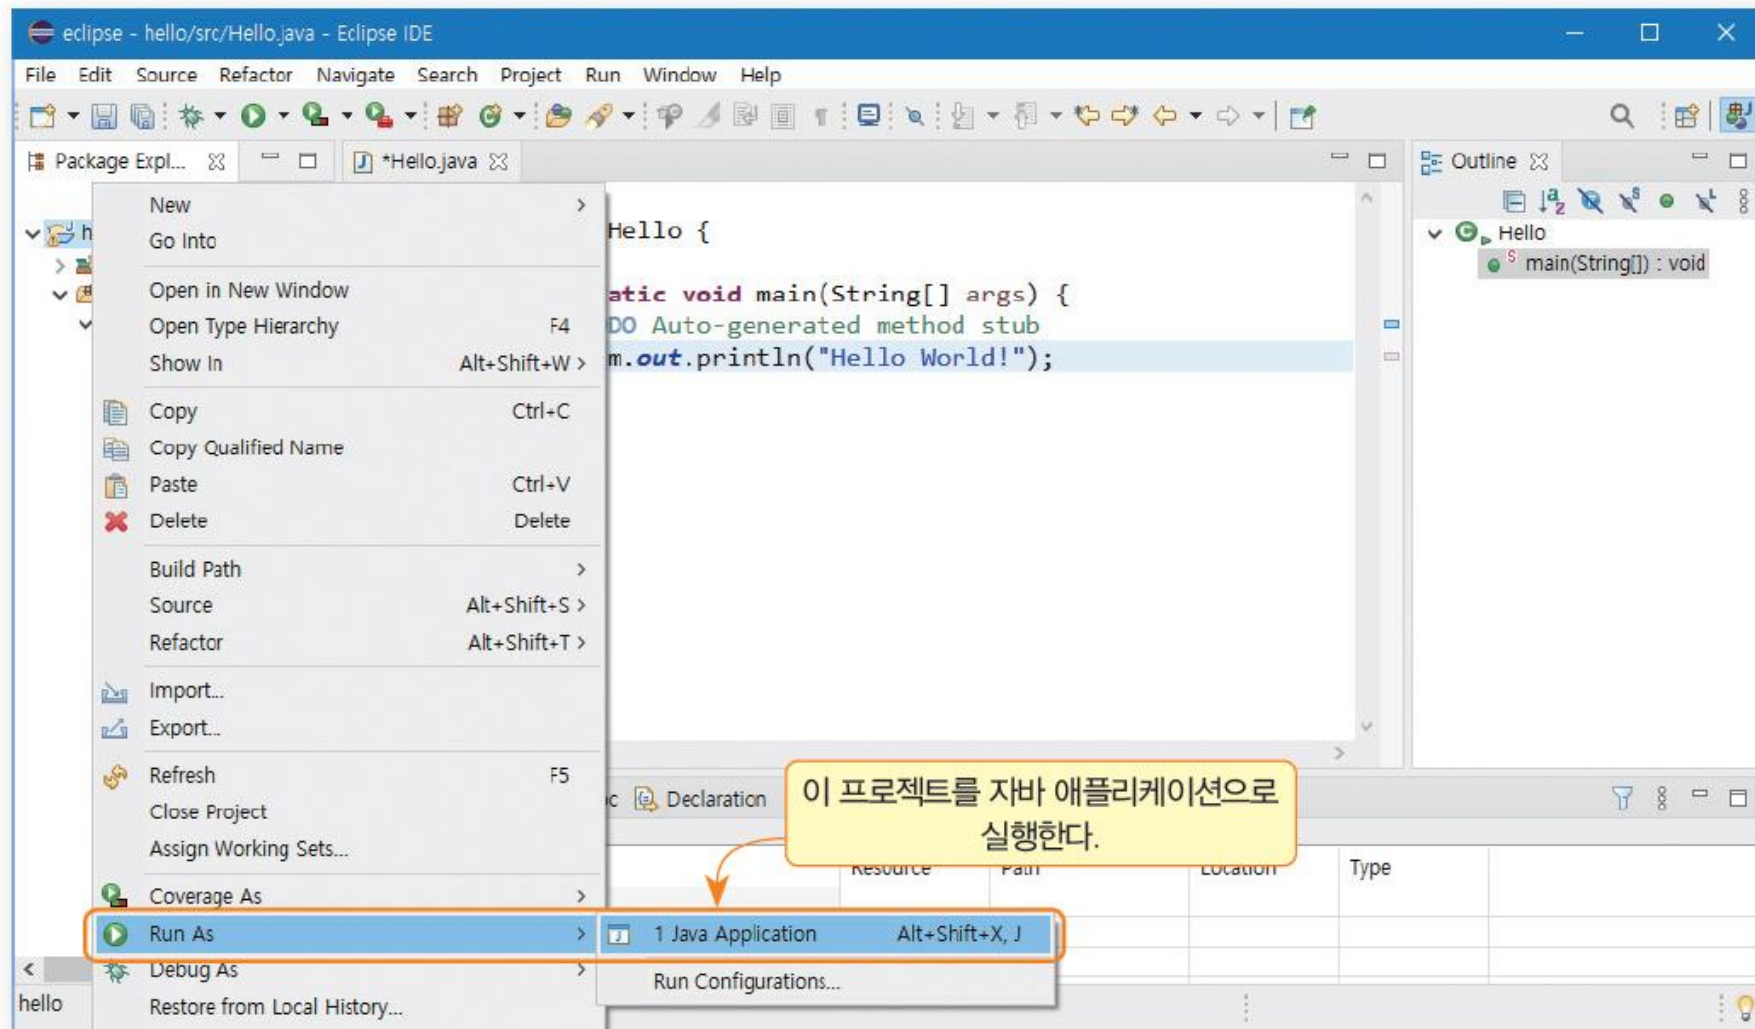 eclipse - hello/src/Hello.java - Eclipse IDE
File Edit Source Refactor Navigate Search Project Run Window Help
Package Expl...
*Hello.java
Outline
New
Go Into
Open in New Window
Open Type Hierarchy F4
Show In Alt+Shift+W >
Copy Ctrl+C
Copy Qualified Name
Paste Ctrl+V
Delete Delete
Build Path >
Source Alt+Shift+S >
Refactor Alt+Shift+T >
Import...
Export...
Refresh F5
Close Project
Assign Working Sets...
Coverage As >
Run As >
Debug As >
Restore from Local History...
Hello {
atic void main(String[] args) {
DO Auto-generated method stub
m.out.println("Hello World!");
Hello
main(String[]) : void
Declaration
이 프로젝트를 자바 애플리케이션으로
실행한다.
Resource Path Location Type
1 Java Application Alt+Shift+X, J
Run Configurations...
hello